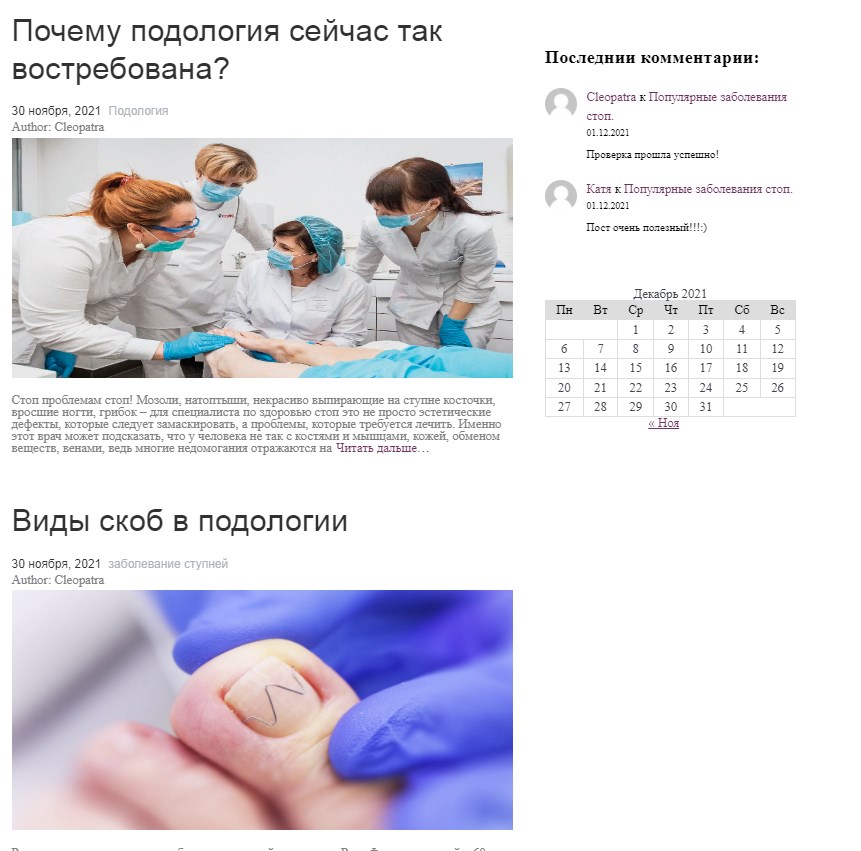 Почему подология сейчас так
востребована?
30 ноября, 2021 Подология
Author: Cleopatra
Стоп проблемам стоп! Мозоли, натоптыши, некрасиво выпирающие на ступне косточки,
вросшие ногти, грибок – для специалиста по здоровью стоп это не просто эстетические
дефекты, которые следует замаскировать, а проблемы, которые требуется лечить. Именно
этот врач может подсказать, что у человека не так с костями и мышцами, кожей, обменом
веществ, венами, ведь многие недомогания отражаются на Читать дальше…
Виды скоб в подологии
30 ноября, 2021 заболевание ступней
Author: Cleopatra
Последнии комментарии:
Cleopatra к Популярные заболевания
стоп.
01.12.2021
Проверка прошла успешно!
Катя к Популярные заболевания стоп.
01.12.2021
Пост очень полезный!!!:)
Декабрь 2021
Пн Вт Ср Чт Пт Сб Вс
1 2 3 4 5
6 7 8 9 10 11 12
13 14 15 16 17 18 19
20 21 22 23 24 25 26
27 28 29 30 31
« Ноя